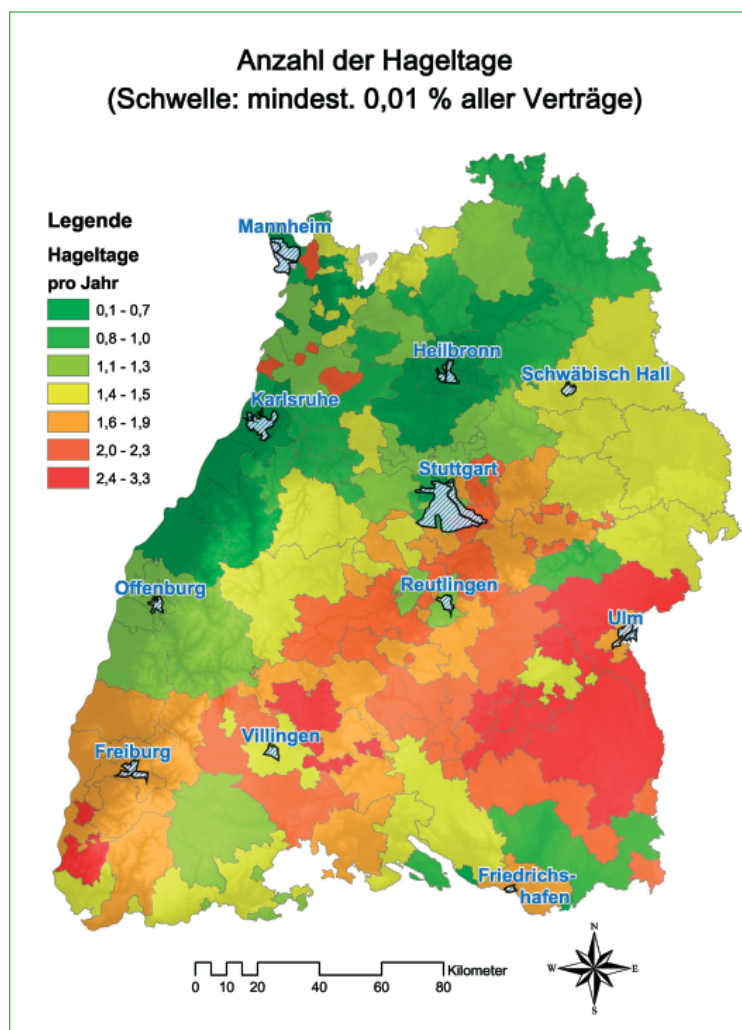 Anzahl der Hageltage
(Schwelle: mindest. 0,01 % aller Verträge)
Legende
Hageltage
pro Jahr
0,1 - 0,7
0,8 - 1,0
1,1 - 1,3
1,4 - 1,5
1,6 - 1,9
2,0 - 2,3
2,4 - 3,3
Mannheim
Heilbronn
Schwäbisch Hall
Karlsruhe
Stuttgart
Offenburg
Reutlingen
Ulm
Villingen
Freiburg
Friedrichs-
hafen
Kilometer
0 10 20 40 60 80
N
W E
S